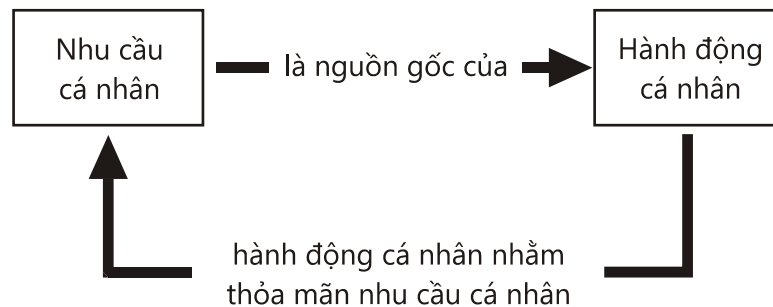 Nhu cầu
cá nhân
là nguồn gốc của
Hành động
cá nhân
hành động cá nhân nhằm
thỏa mãn nhu cầu cá nhân